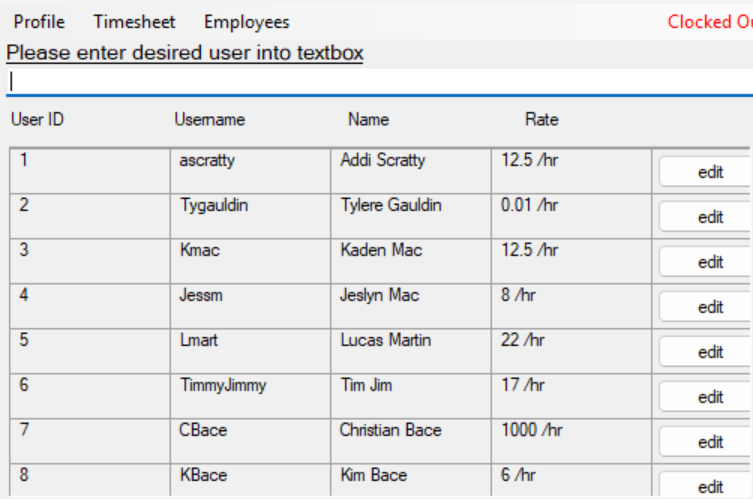 Profile Timesheet Employees Clocked
Please enter desired user into textbox
User ID Username Name Rate
1 ascratty Addi Scratty 12.5 /hr edit
2 Tygauldin Tylere Gauldin 0.01 /hr edit
3 Kmac Kaden Mac 12.5 /hr edit
4 Jessm Jeslyn Mac 8 /hr edit
5 Lmart Lucas Martin 22 /hr edit
6 TimmyJimmy Tim Jim 17 /hr edit
7 CBace Christian Bace 1000 /hr edit
8 KBace Kim Bace 6 /hr edit